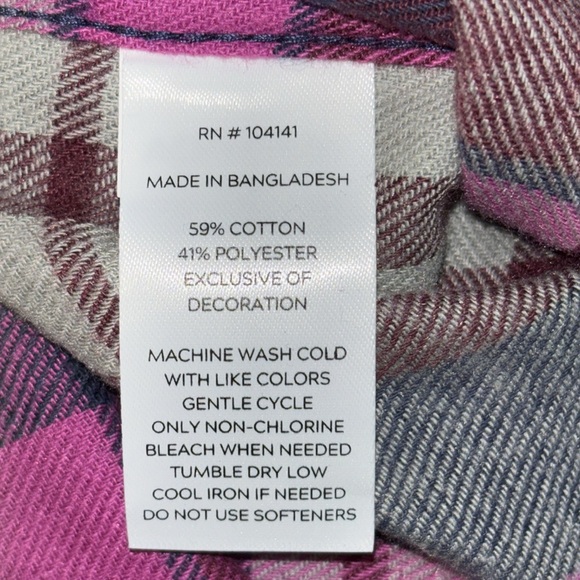 RN # 104141
MADE IN BANGLADESH
59% COTTON
41% POLYESTER
EXCLUSIVE OF
DECORATION
MACHINE WASH COLD
WITH LIKE COLORS
GENTLE CYCLE
ONLY NON-CHLORINE
BLEACH WHEN NEEDED
TUMBLE DRY LOW
COOL IRON IF NEEDED
DO NOT USE SOFTENERS